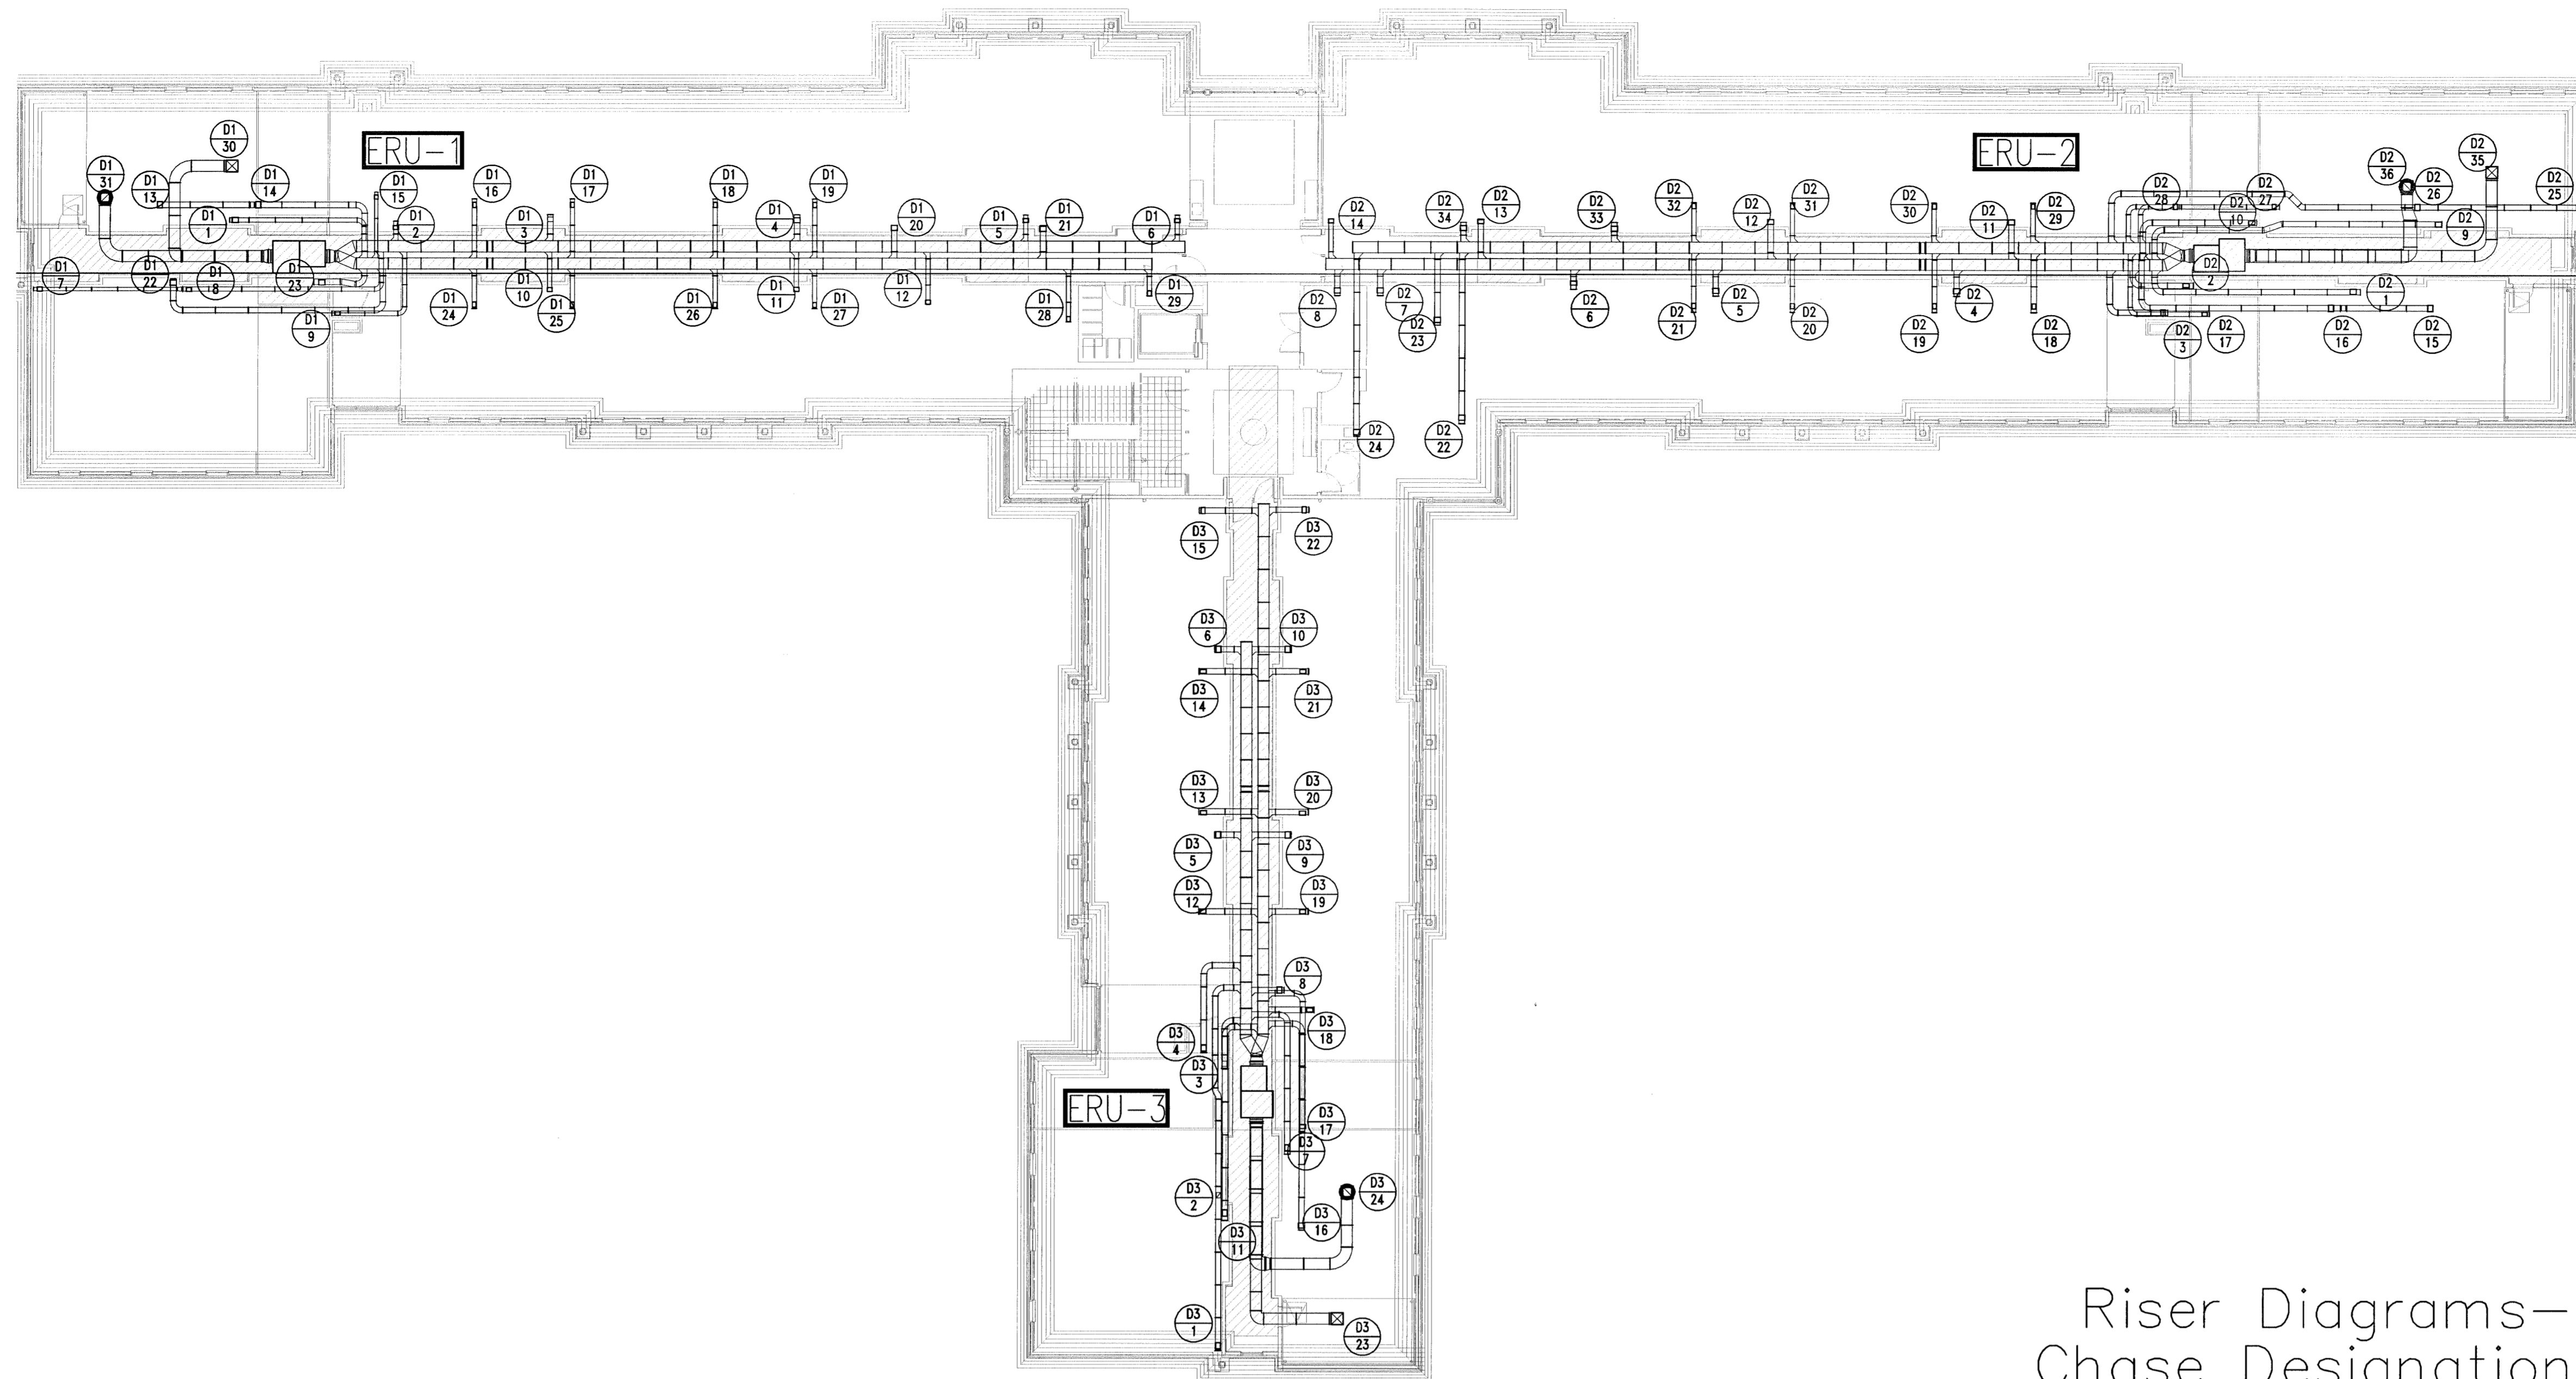 ERU-1
ERU-2
D1 30
D1 31
D1 13
D1 14
D1 15
D1 16
D1 17
D1 18
D1 19
D1 1
D1 2
D1 3
D1 4
D1 20
D1 5
D1 21
D1 6
D1 7
D1 22
D1 8
D1 23
D1 9
D1 24
D1 10
D1 25
D1 26
D1 11
D1 27
D1 12
D1 28
D1 29
D2 14
D2 34
D2 13
D2 33
D2 32
D2 12
D2 31
D2 30
D2 11
D2 29
D2 28
D2 10
D2 27
D2 36
D2 26
D2 35
D2 25
D2 9
D2 8
D2 7
D2 23
D2 6
D2 21
D2 5
D2 20
D2 19
D2 4
D2 18
D2 2
D2 3
D2 17
D2 1
D2 16
D2 15
D2 24
D2 22
D3 15
D3 22
D3 6
D3 10
D3 14
D3 21
D3 13
D3 20
D3 5
D3 9
D3 12
D3 19
D3 8
D3 4
D3 18
D3 3
ERU-3
D3 17
D3 7
D3 2
D3 24
D3 11
D3 16
D3 1
D3 23
Riser Diagrams-
Chase Designation